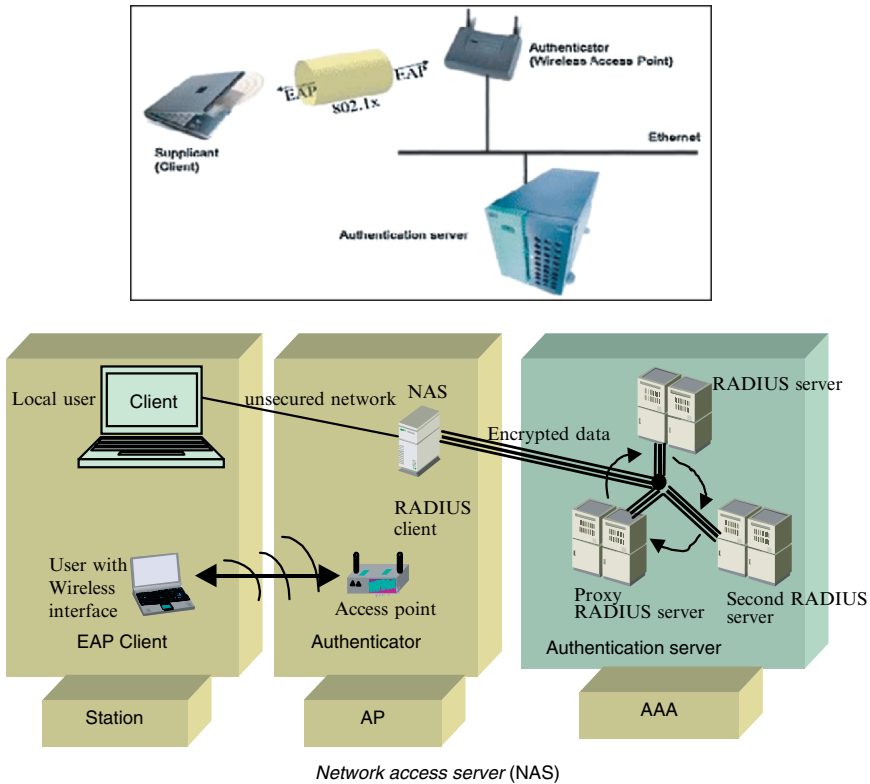 Authenticator
(Wireless Access Point)
EAP
EAP
802.1x
Supplicant
(Client)
Ethernet
Authentication server
Local user
Client
unsecured network
NAS
Encrypted data
RADIUS server
RADIUS
client
User with
Wireless
interface
Access point
Proxy
RADIUS server
Second RADIUS
server
EAP Client
Authenticator
Authentication server
Station
AP
AAA
Network access server (NAS)